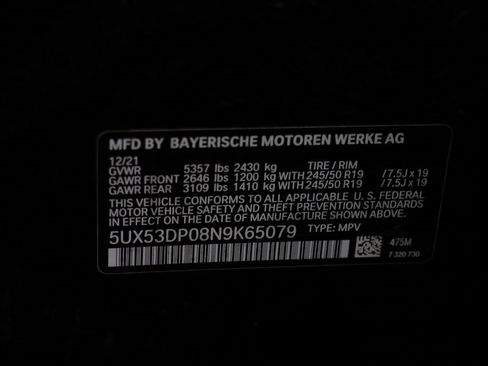 MFD BY BAYERISCHE MOTOREN WERKE AG
12/21
GVWR 5357 lbs 2430 kg TIRE / RIM
GAWR FRONT 2646 lbs 1200 kg WITH 245/50 R19 /7.5J x 19
GAWR REAR 3109 lbs 1410 kg WITH 245/50 R19 /7.5J x 19
THIS VEHICLE CONFORMS TO ALL APPLICABLE U. S. FEDERAL
MOTOR VEHICLE SAFETY AND THEFT PREVENTION STANDARDS
IN EFFECT ON THE DATE OF MANUFACTURE SHOWN ABOVE.
5UX53DP08N9K65079 TYPE: MPV
475M
7 320 730